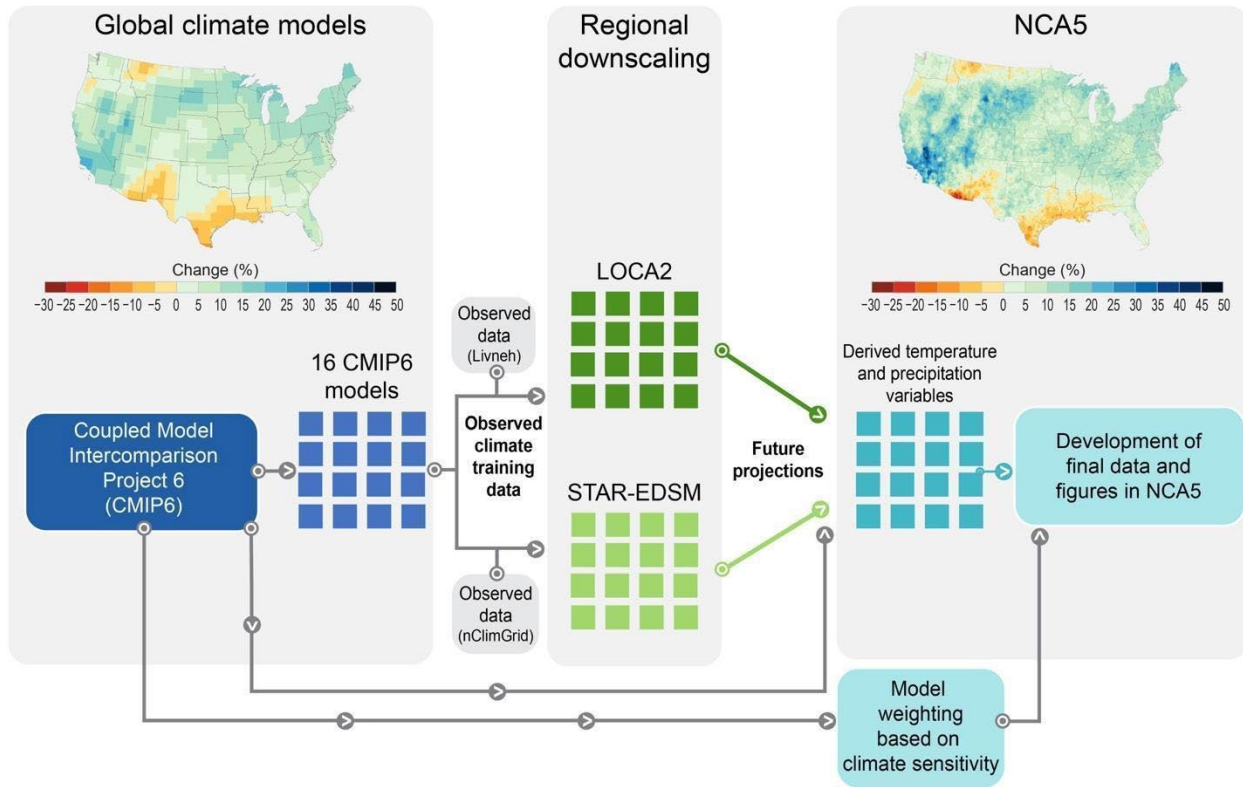 Global climate models
Change (%)
−30 −25 −20 −15 −10 −5 0 5 10 15 20 25 30 35 40 45 50
16 CMIP6
models
Coupled Model
Intercomparison
Project 6
(CMIP6)
Observed
data
(Livneh)
Observed
climate
training
data
Observed
data
(nClimGrid)
Regional
downscaling
LOCA2
STAR-EDSM
Future
projections
NCA5
Change (%)
−30 −25 −20 −15 −10 −5 0 5 10 15 20 25 30 35 40 45 50
Derived temperature
and precipitation
variables
Development of
final data and
figures in NCA5
Model
weighting
based on
climate sensitivity